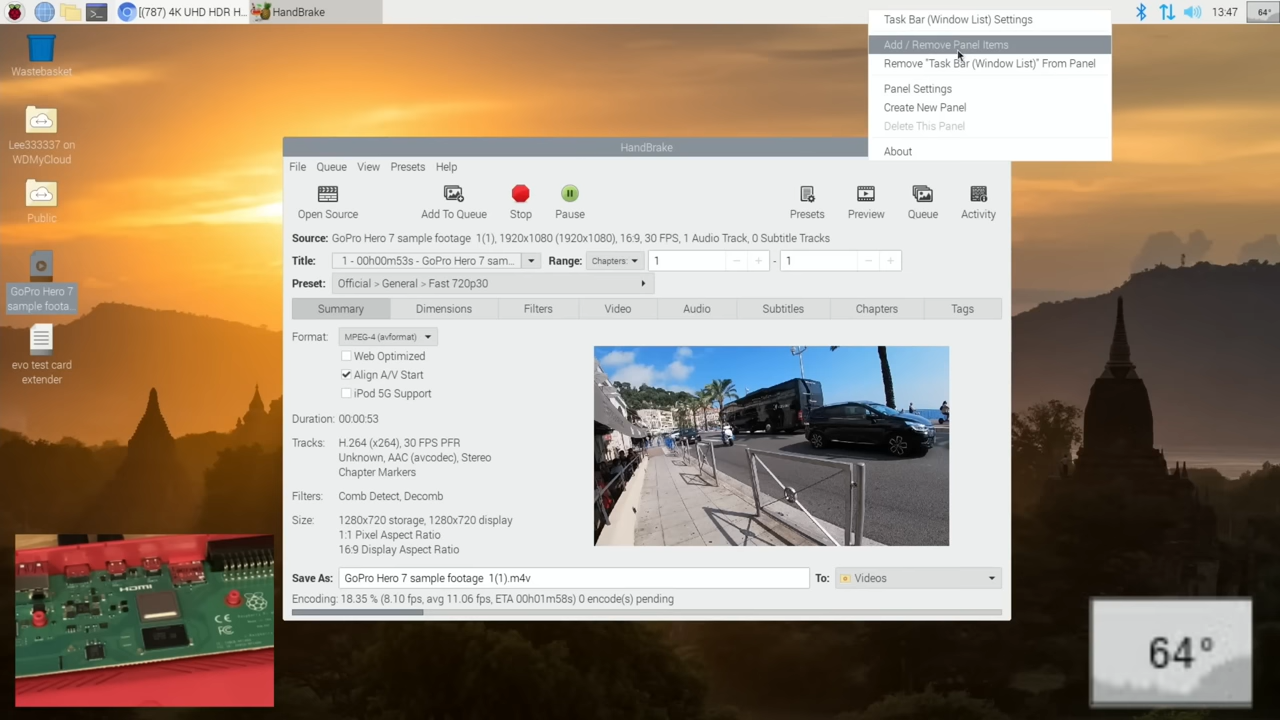 [(787) 4K UHD HDR H...
HandBrake
13:47
64°
Task Bar (Window List) Settings
Add / Remove Panel Items
Remove "Task Bar (Window List)" From Panel
Panel Settings
Create New Panel
Delete This Panel
About
Wastebasket
Lee333337 on
WDMyCloud
Public
GoPro Hero 7
sample foota...
evo test card
extender
HandBrake
File Queue View Presets Help
Open Source Add To Queue Stop Pause Presets Preview Queue Activity
Source: GoPro Hero 7 sample footage 1(1), 1920x1080 (1920x1080), 16:9, 30 FPS, 1 Audio Track, 0 Subtitle Tracks
Title: 1 - 00h00m53s - GoPro Hero 7 sam... Range: Chapters: 1 - 1
Preset: Official > General > Fast 720p30
Summary Dimensions Filters Video Audio Subtitles Chapters Tags
Format: MPEG-4 (avformat)
Web Optimized
Align A/V Start
iPod 5G Support
Duration: 00:00:53
Tracks: H.264 (x264), 30 FPS PFR
Unknown, AAC (avcodec), Stereo
Chapter Markers
Filters: Comb Detect, Decomb
Size: 1280x720 storage, 1280x720 display
1:1 Pixel Aspect Ratio
16:9 Display Aspect Ratio
Save As: GoPro Hero 7 sample footage 1(1).m4v To: Videos
Encoding: 18.35 % (8.10 fps, avg 11.06 fps, ETA 00h01m58s) 0 encode(s) pending
HDMI
CE
FC
64°